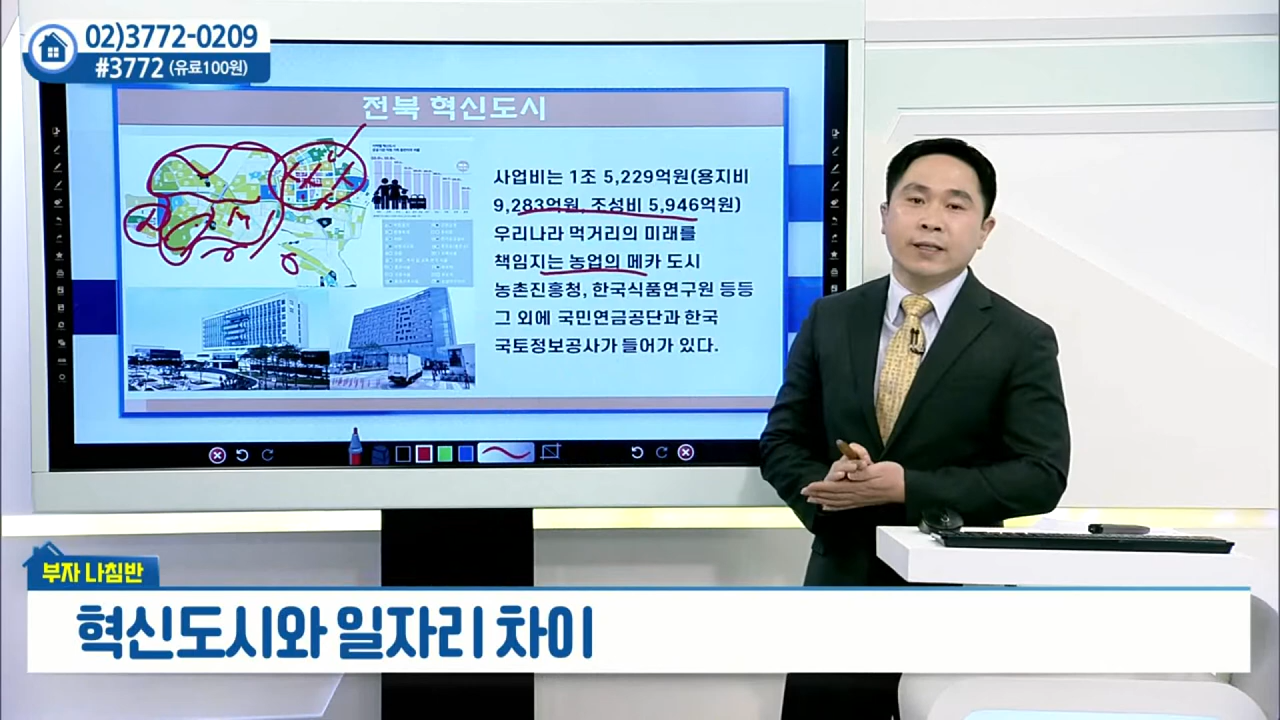 02)3772-0209
#3772 (유료100원)
전북 혁신도시
사업비는 1조 5,229억원(용지비
9,283억원, 조성비 5,946억원)
우리나라 먹거리의 미래를
책임지는 농업의 메카 도시
농촌진흥청, 한국식품연구원 등등
그 외에 국민연금공단과 한국
국토정보공사가 들어가 있다.
부자 나침반
혁신도시와 일자리 차이